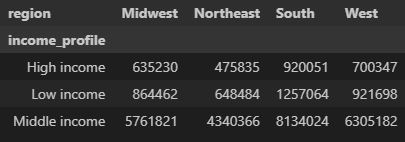 region Midwest Northeast South West
income_profile
High income 635230 475835 920051 700347
Low income 864462 648484 1257064 921698
Middle income 5761821 4340366 8134024 6305182